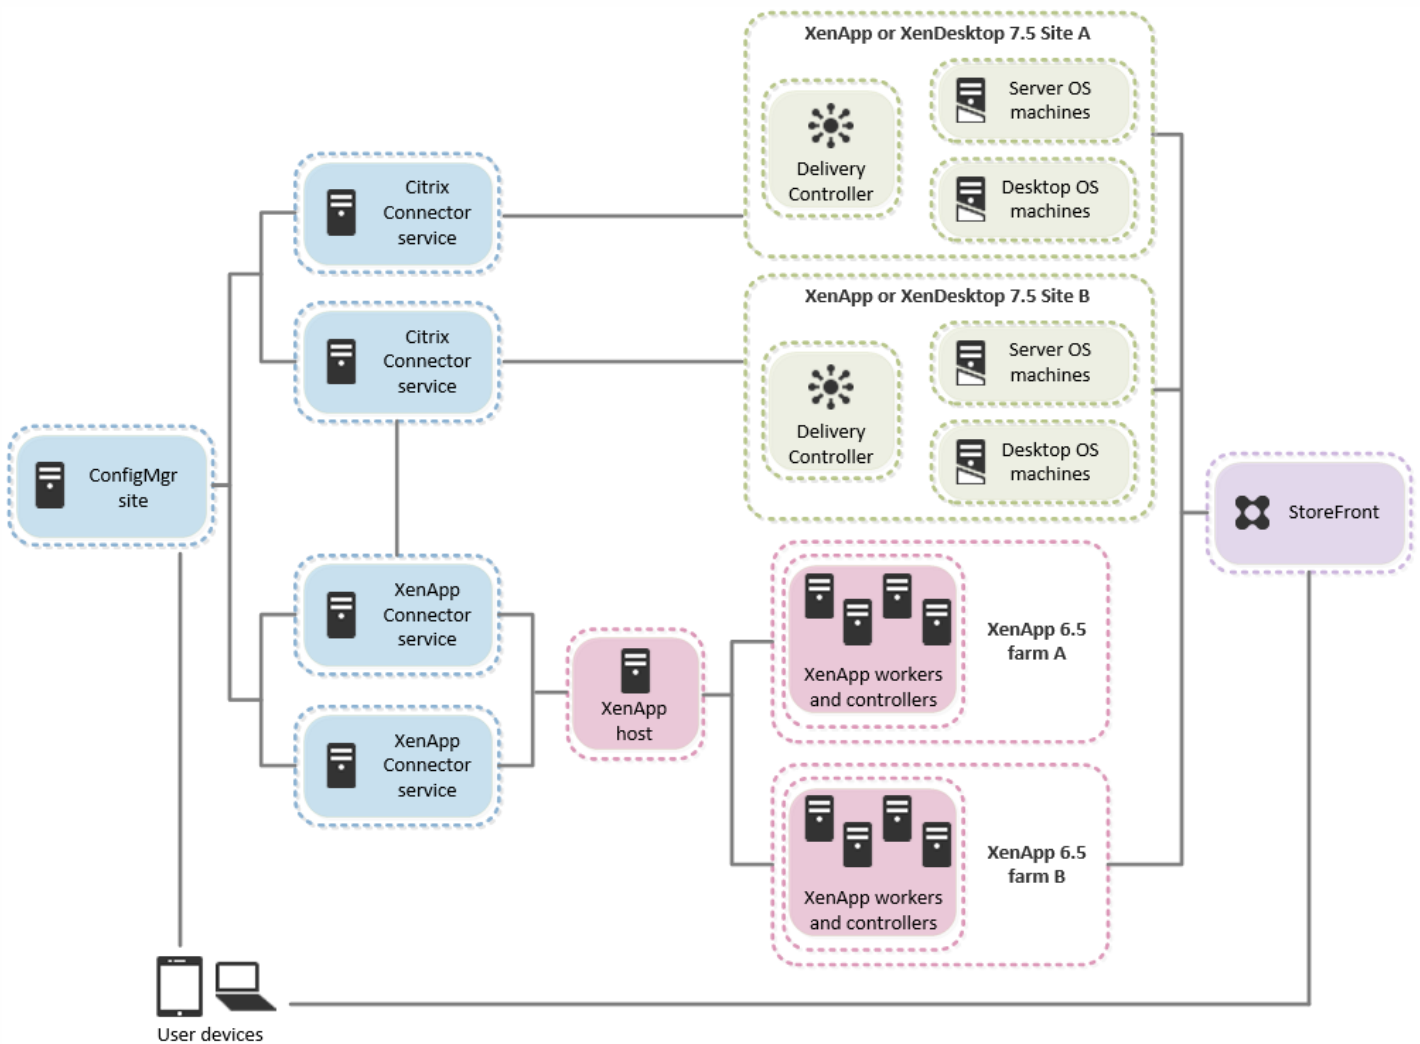 XenApp or XenDesktop 7.5 Site A
Server OS
machines
Delivery
Controller
Desktop OS
machines
Citrix
Connector
service
XenApp or XenDesktop 7.5 Site B
Server OS
machines
Delivery
Controller
Desktop OS
machines
Citrix
Connector
service
ConfigMgr
site
StoreFront
XenApp
Connector
service
XenApp
host
XenApp workers
and controllers
XenApp 6.5
farm A
XenApp
Connector
service
XenApp workers
and controllers
XenApp 6.5
farm B
User devices